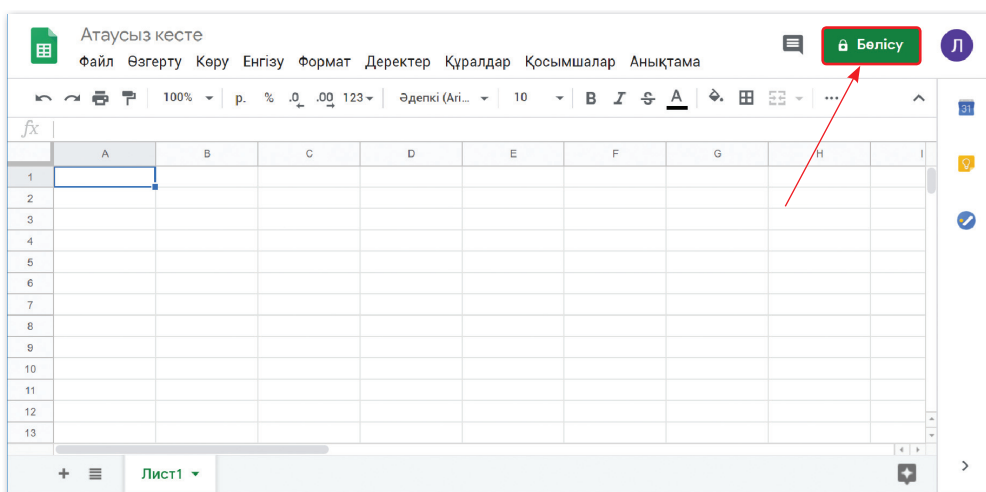 Атаусыз кесте
Файл Өзгерту Көру Енгізу Формат Деректер Құралдар Қосымшалар Анықтама
Бөлісу
Л
100% р. % .0 .00 123 Әдепкі (Ari... 10 B I S A ...
31
fx
A B C D E F G H I
1
2
3
4
5
6
7
8
9
10
11
12
13
+ Лист1